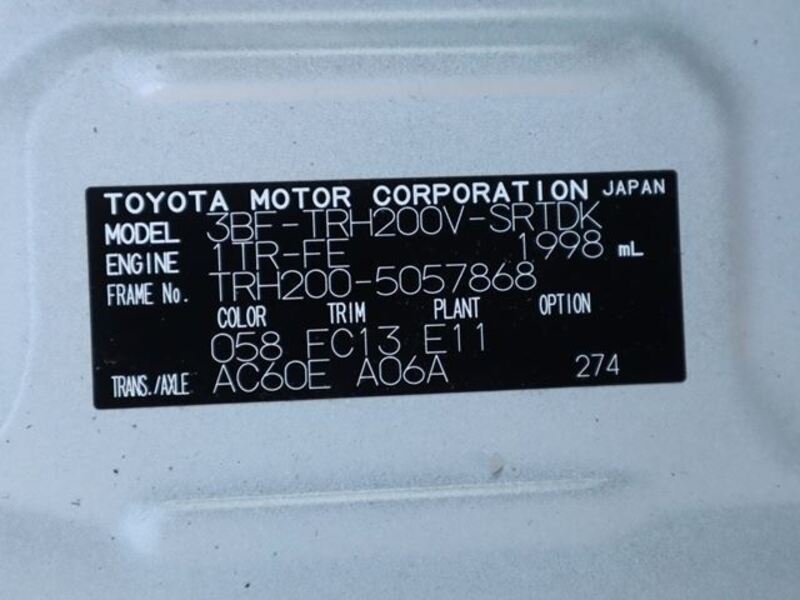 TOYOTA MOTOR CORPORATION JAPAN
MODEL 3BF-TRH200V-SRTDK
ENGINE 1TR-FE 1998 mL
FRAME No. TRH200-5057868
COLOR TRIM PLANT OPTION
058 FC13 E11
TRANS./AXLE AC60E A06A 274